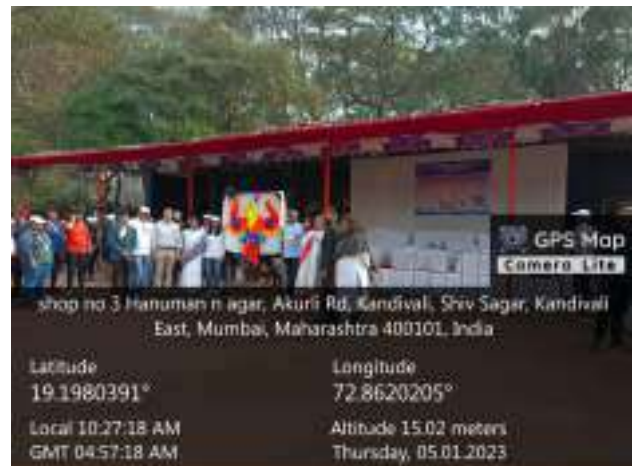 GPS Map
Camera Lite
shop no 3 Hanuman n agar, Akurli Rd, Kandivali, Shiv Sagar, Kandivali
East, Mumbai, Maharashtra 400101, India
Latitude
19.1980391°
Longitude
72.8620205°
Local 10:27:18 AM
GMT 04:57:18 AM
Altitude 15.02 meters
Thursday, 05.01.2023